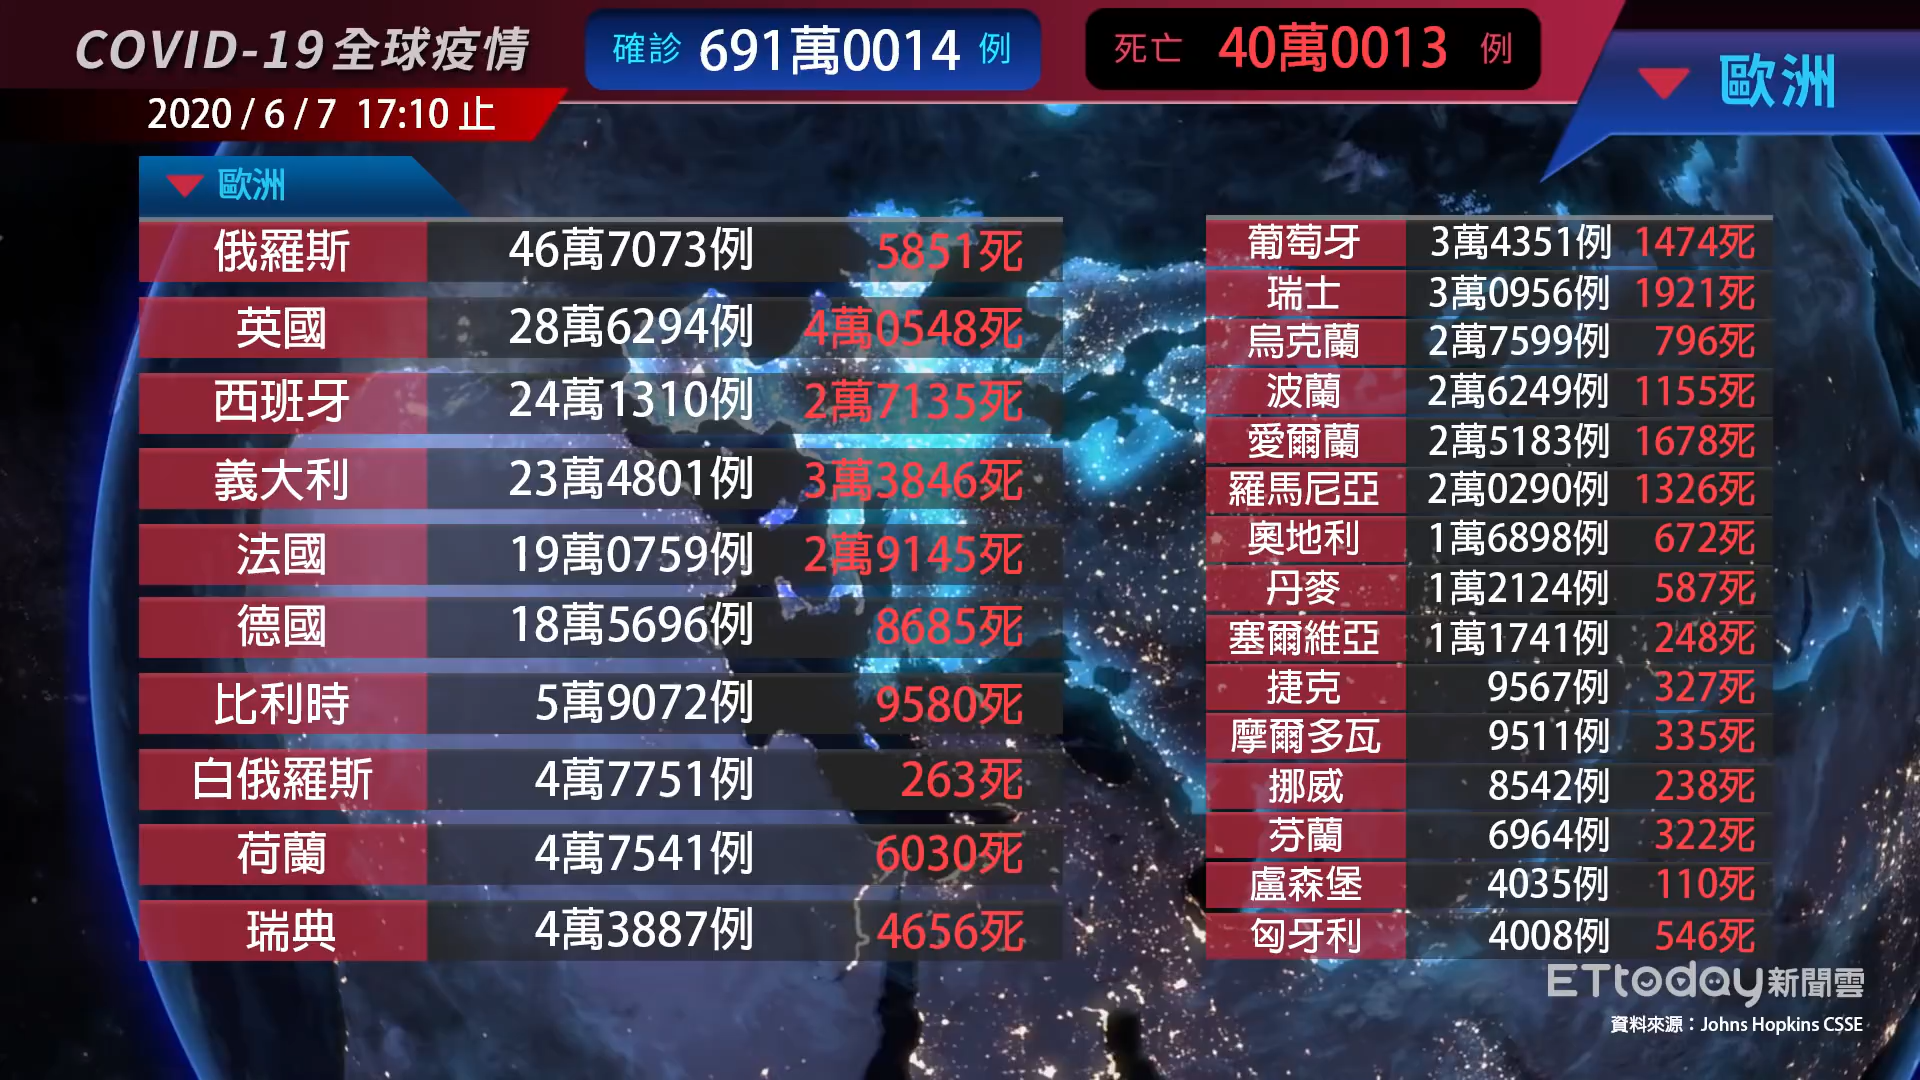 COVID-19全球疫情
確診 691萬0014 例
死亡 40萬0013 例
歐洲
2020 / 6 / 7 17:10 止
歐洲
俄羅斯 46萬7073例 5851死
英國 28萬6294例 4萬0548死
西班牙 24萬1310例 2萬7135死
義大利 23萬4801例 3萬3846死
法國 19萬0759例 2萬9145死
德國 18萬5696例 8685死
比利時 5萬9072例 9580死
白俄羅斯 4萬7751例 263死
荷蘭 4萬7541例 6030死
瑞典 4萬3887例 4656死
葡萄牙 3萬4351例 1474死
瑞士 3萬0956例 1921死
烏克蘭 2萬7599例 796死
波蘭 2萬6249例 1155死
愛爾蘭 2萬5183例 1678死
羅馬尼亞 2萬0290例 1326死
奧地利 1萬6898例 672死
丹麥 1萬2124例 587死
塞爾維亞 1萬1741例 248死
捷克 9567例 327死
摩爾多瓦 9511例 335死
挪威 8542例 238死
芬蘭 6964例 322死
盧森堡 4035例 110死
匈牙利 4008例 546死
ETtoday新聞雲
資料來源：Johns Hopkins CSSE